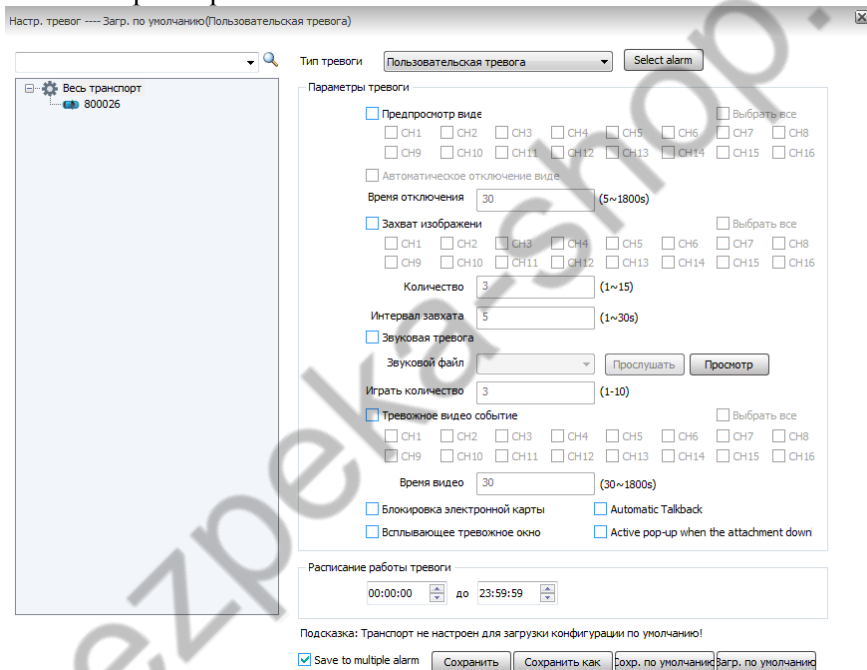 Настр. тревог ---- Загр. по умолчанию(Пользовательская тревога)
Тип тревоги Пользовательская тревога Select alarm
Весь транспорт
800026
Параметры тревоги
Предпросмотр виде Выбрать все
CH1 CH2 CH3 CH4 CH5 CH6 CH7 CH8
CH9 CH10 CH11 CH12 CH13 CH14 CH15 CH16
Автоматическое отключение виде
Время отключения 30 (5~1800s)
Захват изображени Выбрать все
CH1 CH2 CH3 CH4 CH5 CH6 CH7 CH8
CH9 CH10 CH11 CH12 CH13 CH14 CH15 CH16
Количество 3 (1~15)
Интервал завхата 5 (1~30s)
Звуковая тревога
Звуковой файл Прослушать Просмотр
Играть количество 3 (1-10)
Тревожное видео событие Выбрать все
CH1 CH2 CH3 CH4 CH5 CH6 CH7 CH8
CH9 CH10 CH11 CH12 CH13 CH14 CH15 CH16
Время видео 30 (30~1800s)
Блокировка электронной карты Automatic Talkback
Всплывающее тревожное окно Active pop-up when the attachment down
Расписание работы тревоги
00:00:00 до 23:59:59
Подсказка: Транспорт не настроен для загрузки конфигурации по умолчанию!
Save to multiple alarm Сохранить Сохранить как Сохр. по умолчанию Загр. по умолчанию
ezpeka-shop.